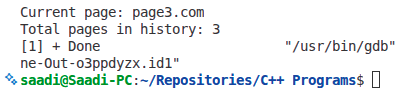 Current page: page3.com
Total pages in history: 3
[1] + Done                       "/usr/bin/gdb"
ne-Out-o3ppdyzx.id1"
saadi@Saadi-PC:~/Repositories/C++ Programs$